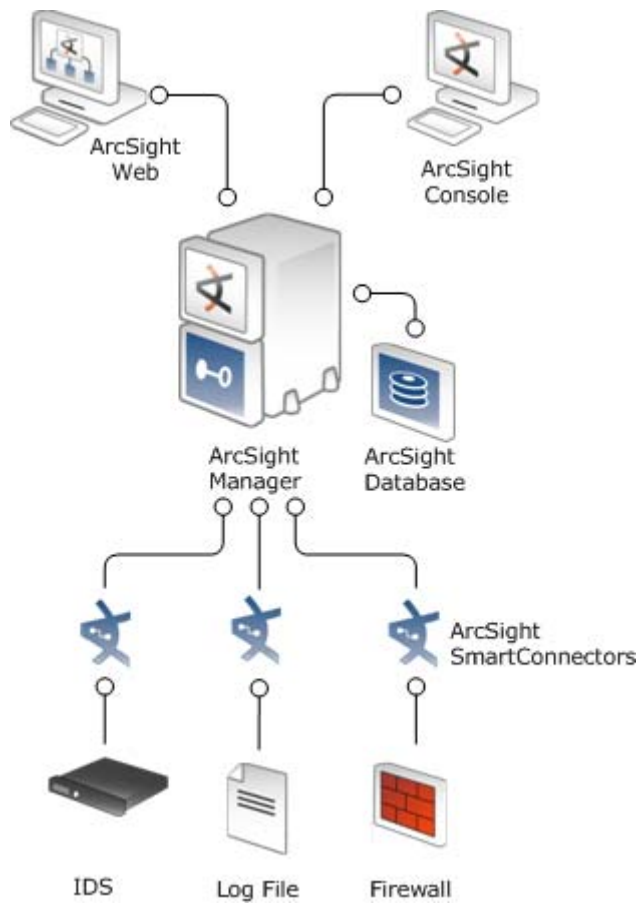 ArcSight
Web
ArcSight
Console
ArcSight
Manager
ArcSight
Database
ArcSight
SmartConnectors
IDS
Log File
Firewall